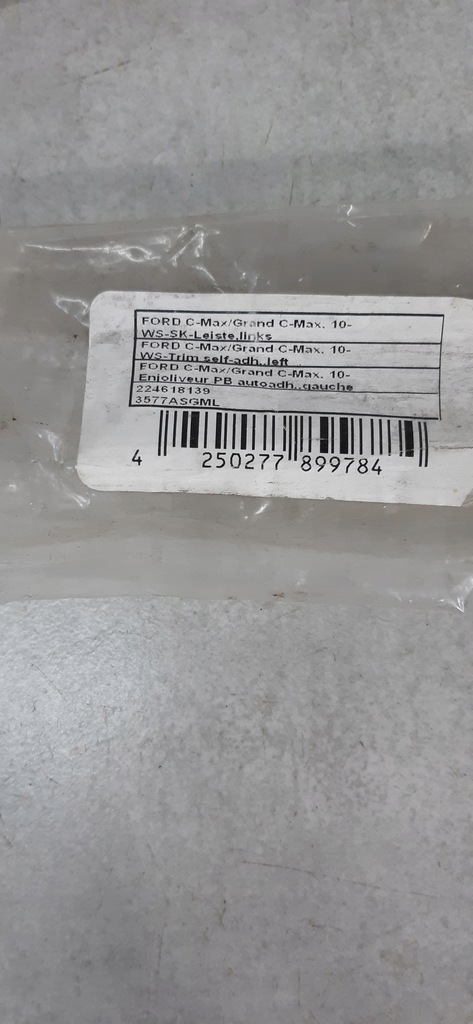 FORD C-Max/Grand C-Max, 10-
WS-SK-Leiste,links
FORD C-Max/Grand C-Max, 10-
WS-Trim self-adh.,left
FORD C-Max/Grand C-Max, 10-
Enjoliveur PB autoadh.,gauche
224618139
3577ASGML
4 250277 899784